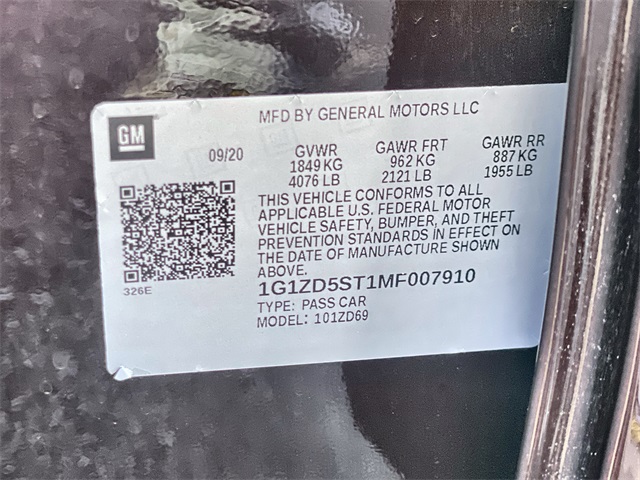 MFD BY GENERAL MOTORS LLC
GM
09/20
GVWR GAWR FRT GAWR RR
1849 KG 962 KG 887 KG
4076 LB 2121 LB 1955 LB
THIS VEHICLE CONFORMS TO ALL
APPLICABLE U.S. FEDERAL MOTOR
VEHICLE SAFETY, BUMPER, AND THEFT
PREVENTION STANDARDS IN EFFECT ON
THE DATE OF MANUFACTURE SHOWN
ABOVE.
326E
1G1ZD5ST1MF007910
TYPE: PASS CAR
MODEL: 101ZD69